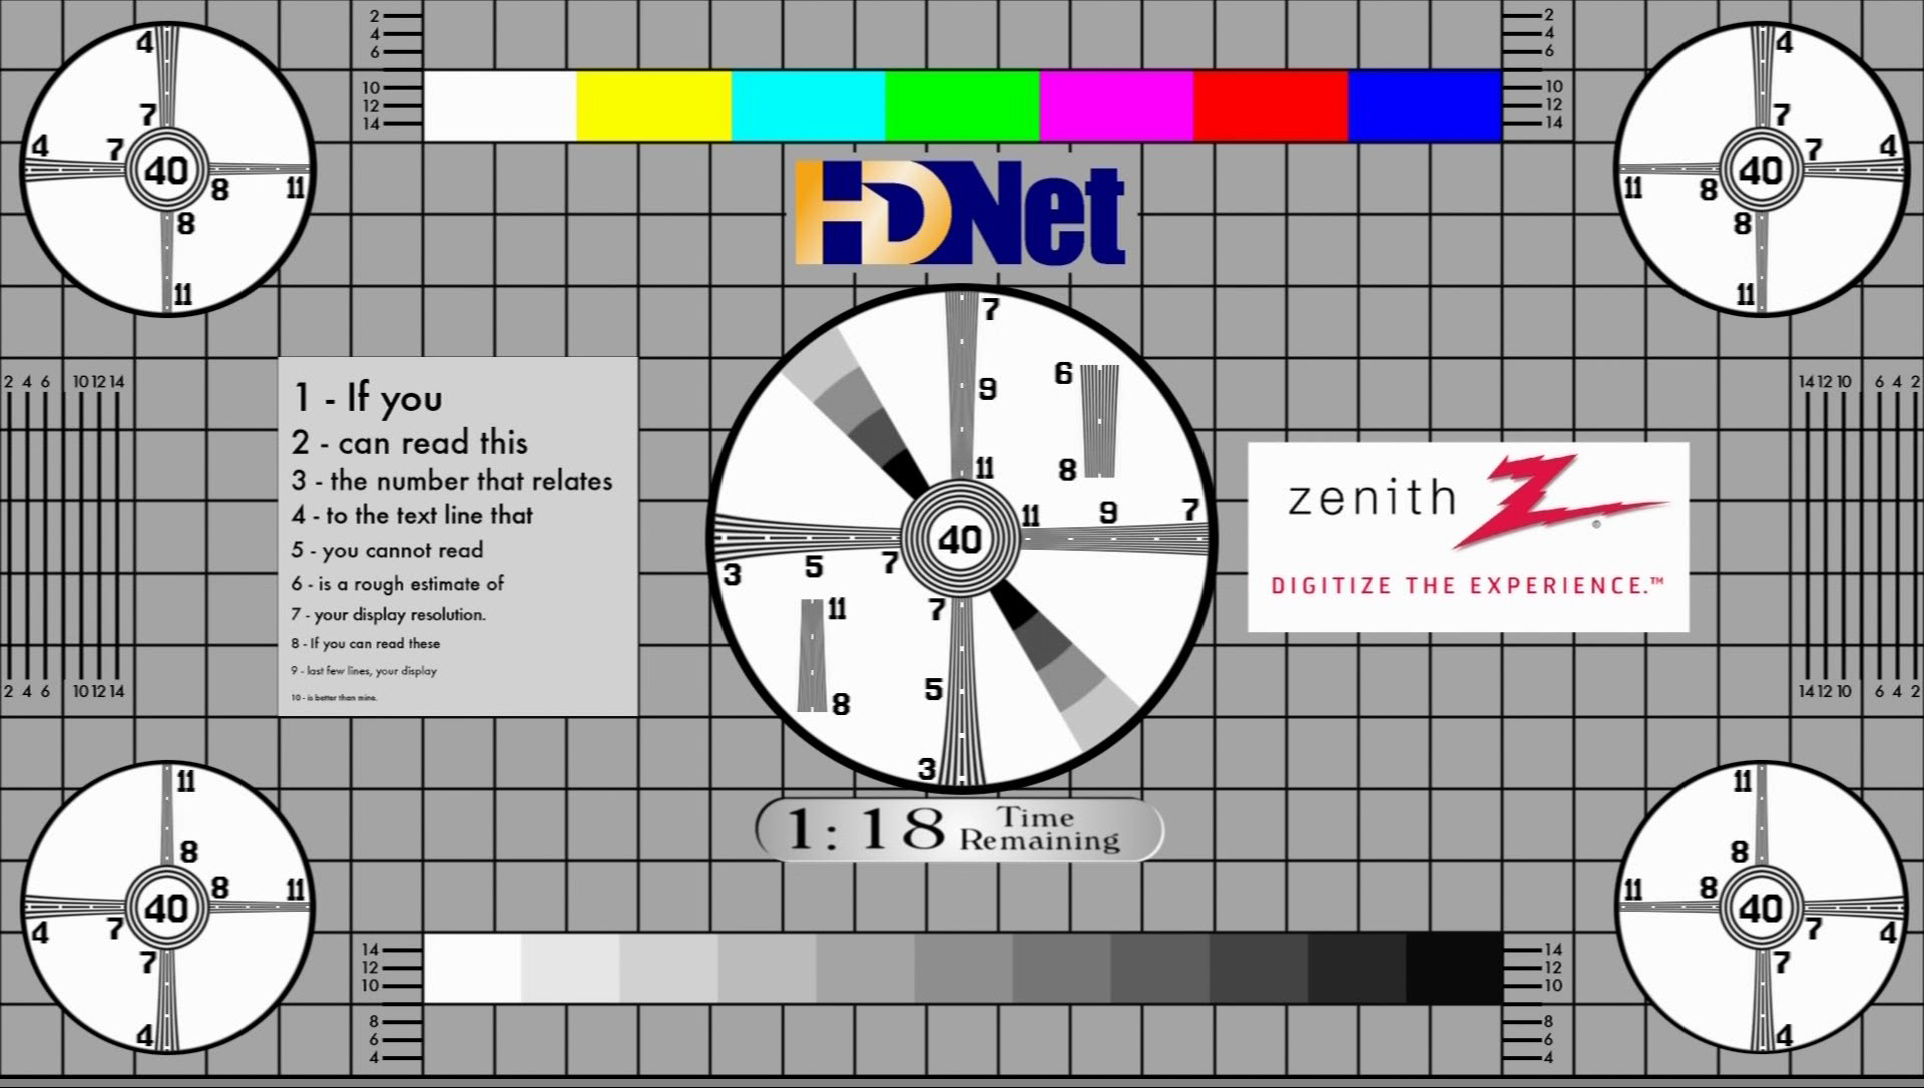 2
4
6
10
12
14
2
4
6
10
12
14
4
7
4 7 40 8 11
8
11
4
7
11 8 40 7 4
8
11
HDNet
7
9
11
6
8
3 5 7 40 11 9 7
11
8
7
5
3
2 4 6 10 12 14
2 4 6 10 12 14
1 - If you
2 - can read this
3 - the number that relates
4 - to the text line that
5 - you cannot read
6 - is a rough estimate of
7 - your display resolution.
8 - If you can read these
9 - last few lines, your display
10 - is better than mine.
zenith
®
DIGITIZE THE EXPERIENCE.™
14 12 10 6 4 2
14 12 10 6 4 2
1:18 Time
Remaining
11
8
4 7 40 8 11
7
4
11
8
11 8 40 7 4
7
4
14
12
10
8
6
4
14
12
10
8
6
4